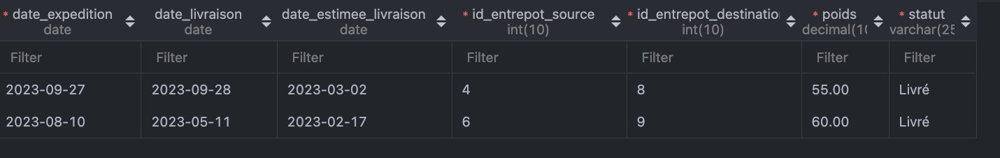 * date_expedition date_livraison date_estimee_livraison * id_entrepot_source * id_entrepot_destinatio * poids * statut
date date date int(10) int(10) decimal(10 varchar(25
Filter Filter Filter Filter Filter Filter Filter
2023-09-27 2023-09-28 2023-03-02 4 8 55.00 Livré
2023-08-10 2023-05-11 2023-02-17 6 9 60.00 Livré